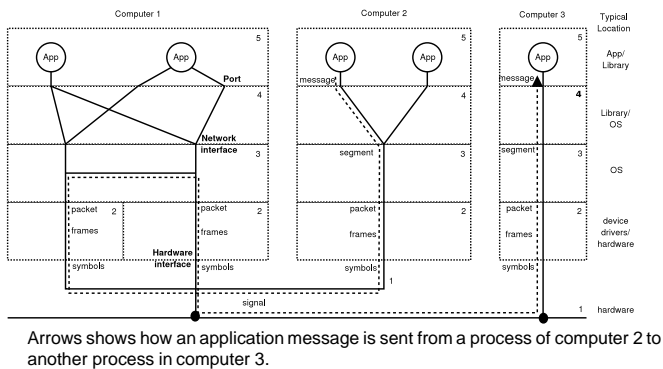 Computer 1
Computer 2
Computer 3
Typical
Location
5
5
5
App
App
App
App
App
App/
Library
Port
message
message
4
4
4
Library/
OS
Network
interface
3
segment
3
segment
3
OS
packet
2
packet
2
packet
2
packet
2
frames
frames
frames
frames
device
drivers/
hardware
Hardware
interface
symbols
symbols
symbols
symbols
1
signal
1
hardware
Arrows shows how an application message is sent from a process of computer 2 to
another process in computer 3.